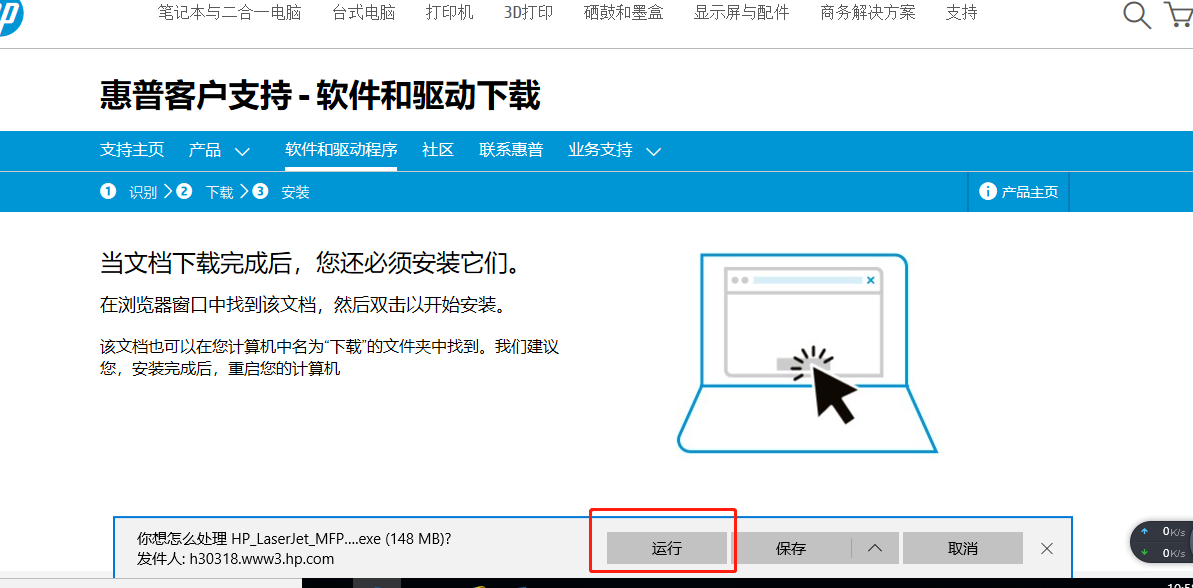 笔记本与二合一电脑 台式电脑 打印机 3D打印 硒鼓和墨盒 显示屏与配件 商务解决方案 支持
惠普客户支持 - 软件和驱动下载
支持主页 产品 软件和驱动程序 社区 联系惠普 业务支持
1 识别 2 下载 3 安装 产品主页
当文档下载完成后，您还必须安装它们。
在浏览器窗口中找到该文档，然后双击以开始安装。
该文档也可以在您计算机中名为“下载”的文件夹中找到。我们建议
您，安装完成后，重启您的计算机
你想怎么处理 HP_LaserJet_MFP....exe (148 MB)?
发件人: h30318.www3.hp.com
运行 保存 取消
0K/s
0K/s